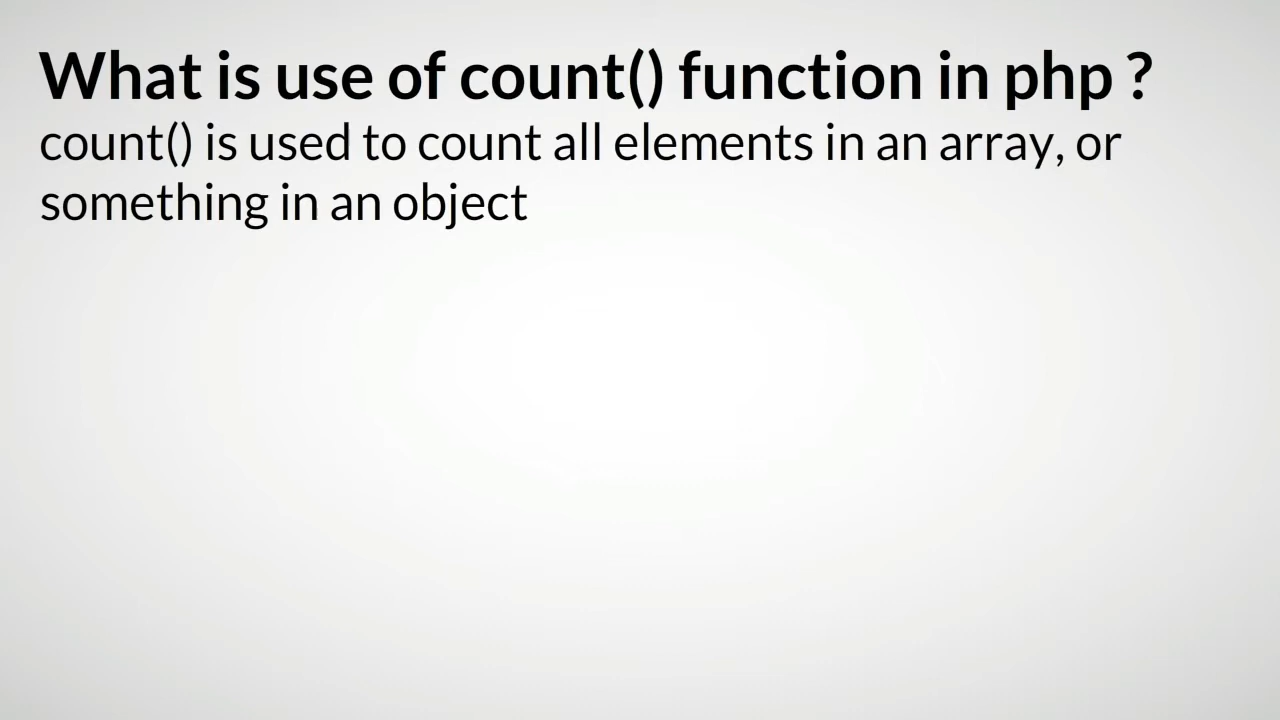 What is use of count() function in php ?
count() is used to count all elements in an array, or
something in an object